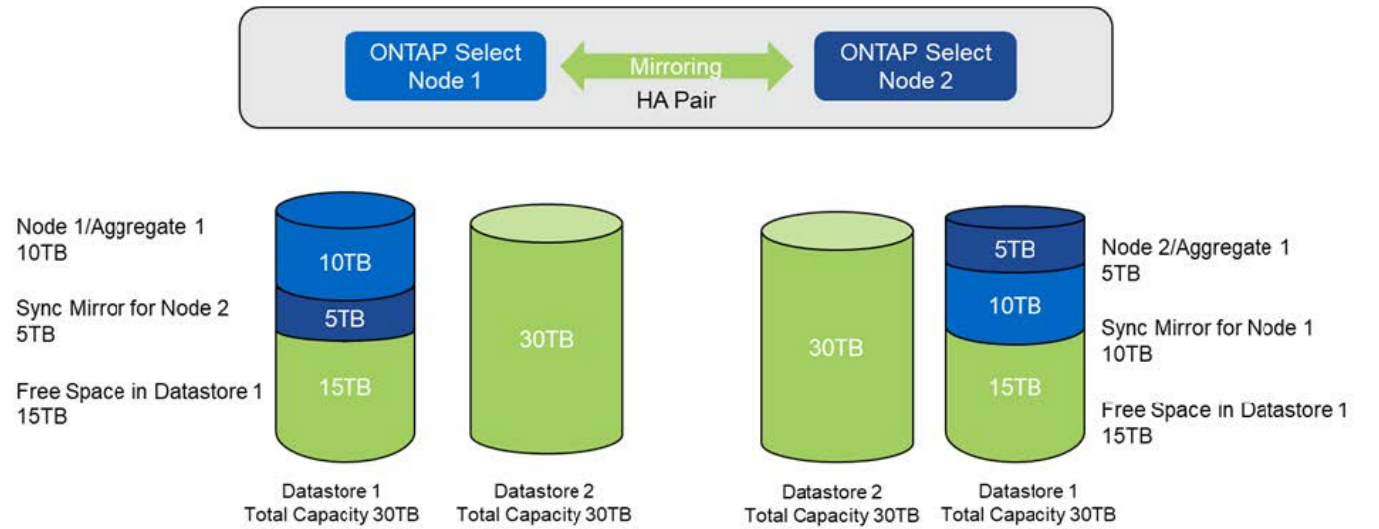 ONTAP Select
Node 1
Mirroring
HA Pair
ONTAP Select
Node 2
Node 1/Aggregate 1
10TB
Sync Mirror for Node 2
5TB
Free Space in Datastore 1
15TB
10TB
5TB
15TB
30TB
30TB
5TB
10TB
15TB
Node 2/Aggregate 1
5TB
Sync Mirror for Node 1
10TB
Free Space in Datastore 1
15TB
Datastore 1
Total Capacity 30TB
Datastore 2
Total Capacity 30TB
Datastore 2
Total Capacity 30TB
Datastore 1
Total Capacity 30TB